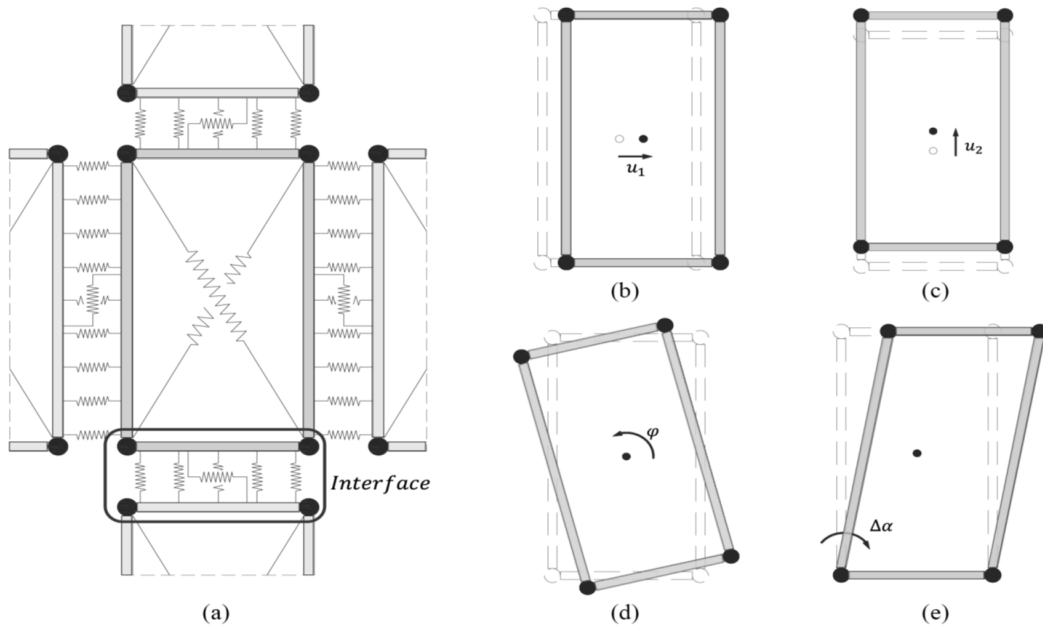 u₁
(b)
u₂
(c)
Interface
(a)
φ
(d)
Δα
(e)